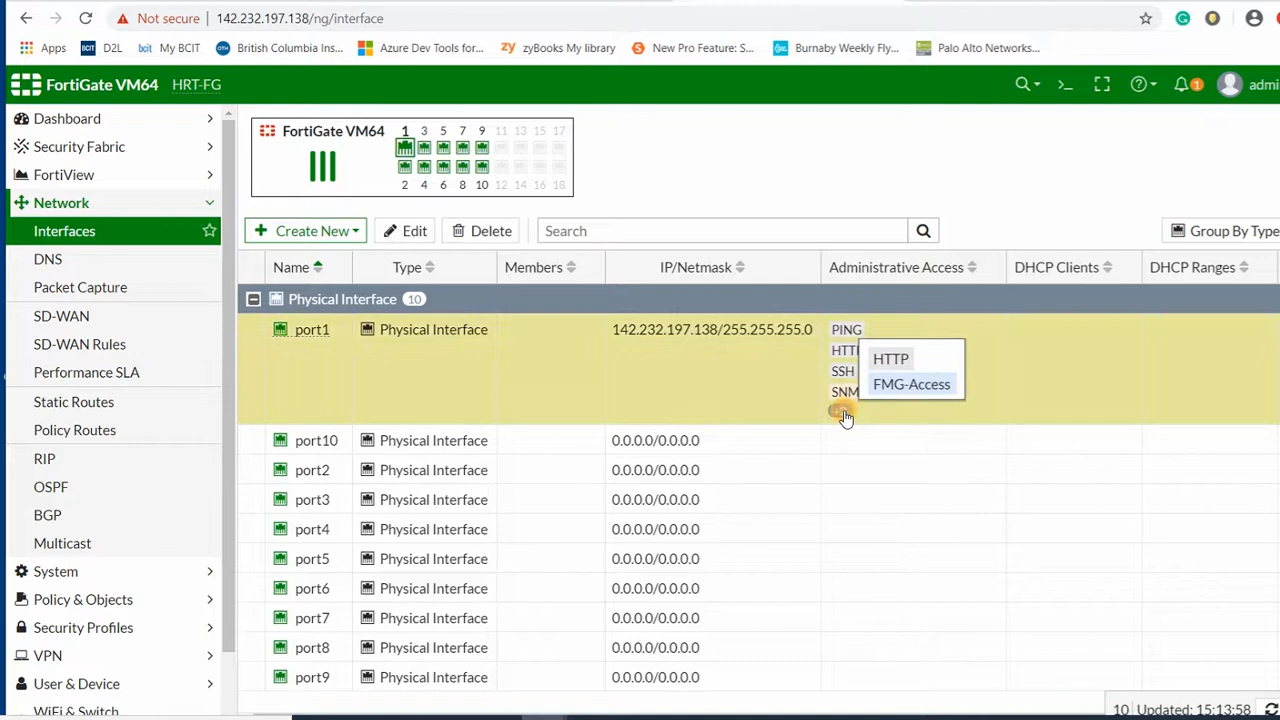 Not secure 142.232.197.138/ng/interface
Apps D2L My BCIT British Columbia Ins... Azure Dev Tools for... zyBooks My library New Pro Feature: S... Burnaby Weekly Fly... Palo Alto Networks...
FortiGate VM64 HRT-FG admi
Dashboard
Security Fabric
FortiView
Network
Interfaces
DNS
Packet Capture
SD-WAN
SD-WAN Rules
Performance SLA
Static Routes
Policy Routes
RIP
OSPF
BGP
Multicast
System
Policy & Objects
Security Profiles
VPN
User & Device
WiFi & Switch
FortiGate VM64 1 3 5 7 9 11 13 15 17
2 4 6 8 10 12 14 16 18
Create New Edit Delete Search Group By Type
Name Type Members IP/Netmask Administrative Access DHCP Clients DHCP Ranges
Physical Interface 10
port1 Physical Interface 142.232.197.138/255.255.255.0 PING
HTTP
SSH
SNM
HTTP
FMG-Access
port10 Physical Interface 0.0.0.0/0.0.0.0
port2 Physical Interface 0.0.0.0/0.0.0.0
port3 Physical Interface 0.0.0.0/0.0.0.0
port4 Physical Interface 0.0.0.0/0.0.0.0
port5 Physical Interface 0.0.0.0/0.0.0.0
port6 Physical Interface 0.0.0.0/0.0.0.0
port7 Physical Interface 0.0.0.0/0.0.0.0
port8 Physical Interface 0.0.0.0/0.0.0.0
port9 Physical Interface 0.0.0.0/0.0.0.0
10 Updated: 15:13:58